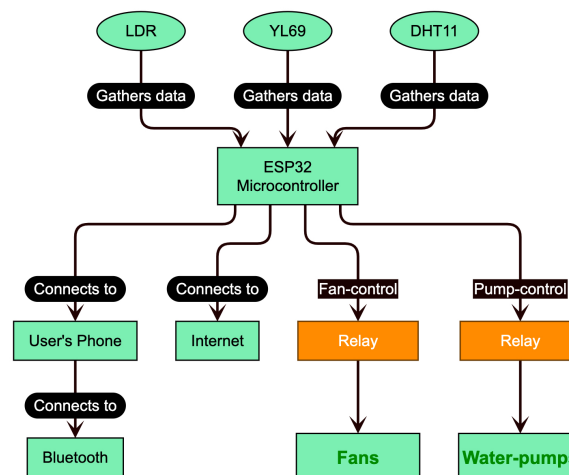 LDR
YL69
DHT11
Gathers data
Gathers data
Gathers data
ESP32
Microcontroller
Connects to
Connects to
Fan-control
Pump-control
User's Phone
Internet
Relay
Relay
Connects to
Bluetooth
Fans
Water-pump